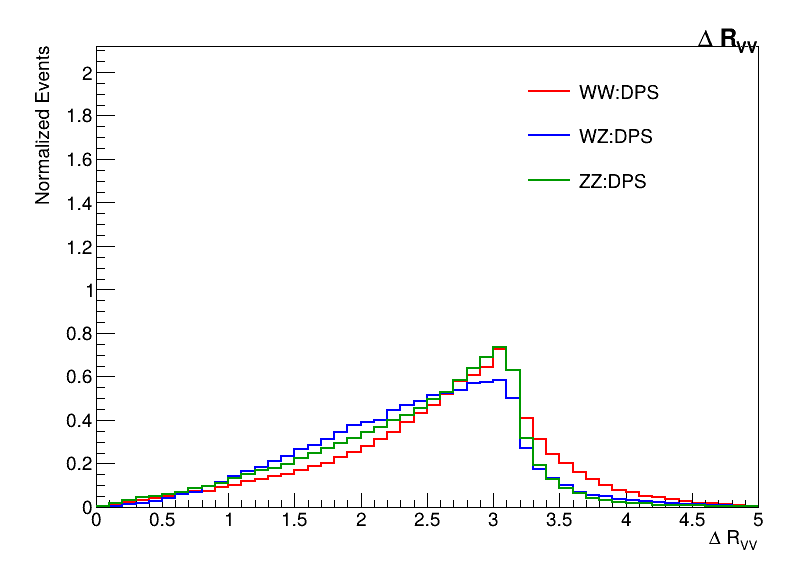 Δ R_VV
Normalized Events
2
1.8
1.6
1.4
1.2
1
0.8
0.6
0.4
0.2
0
WW:DPS
WZ:DPS
ZZ:DPS
0 0.5 1 1.5 2 2.5 3 3.5 4 4.5 5
Δ R_VV